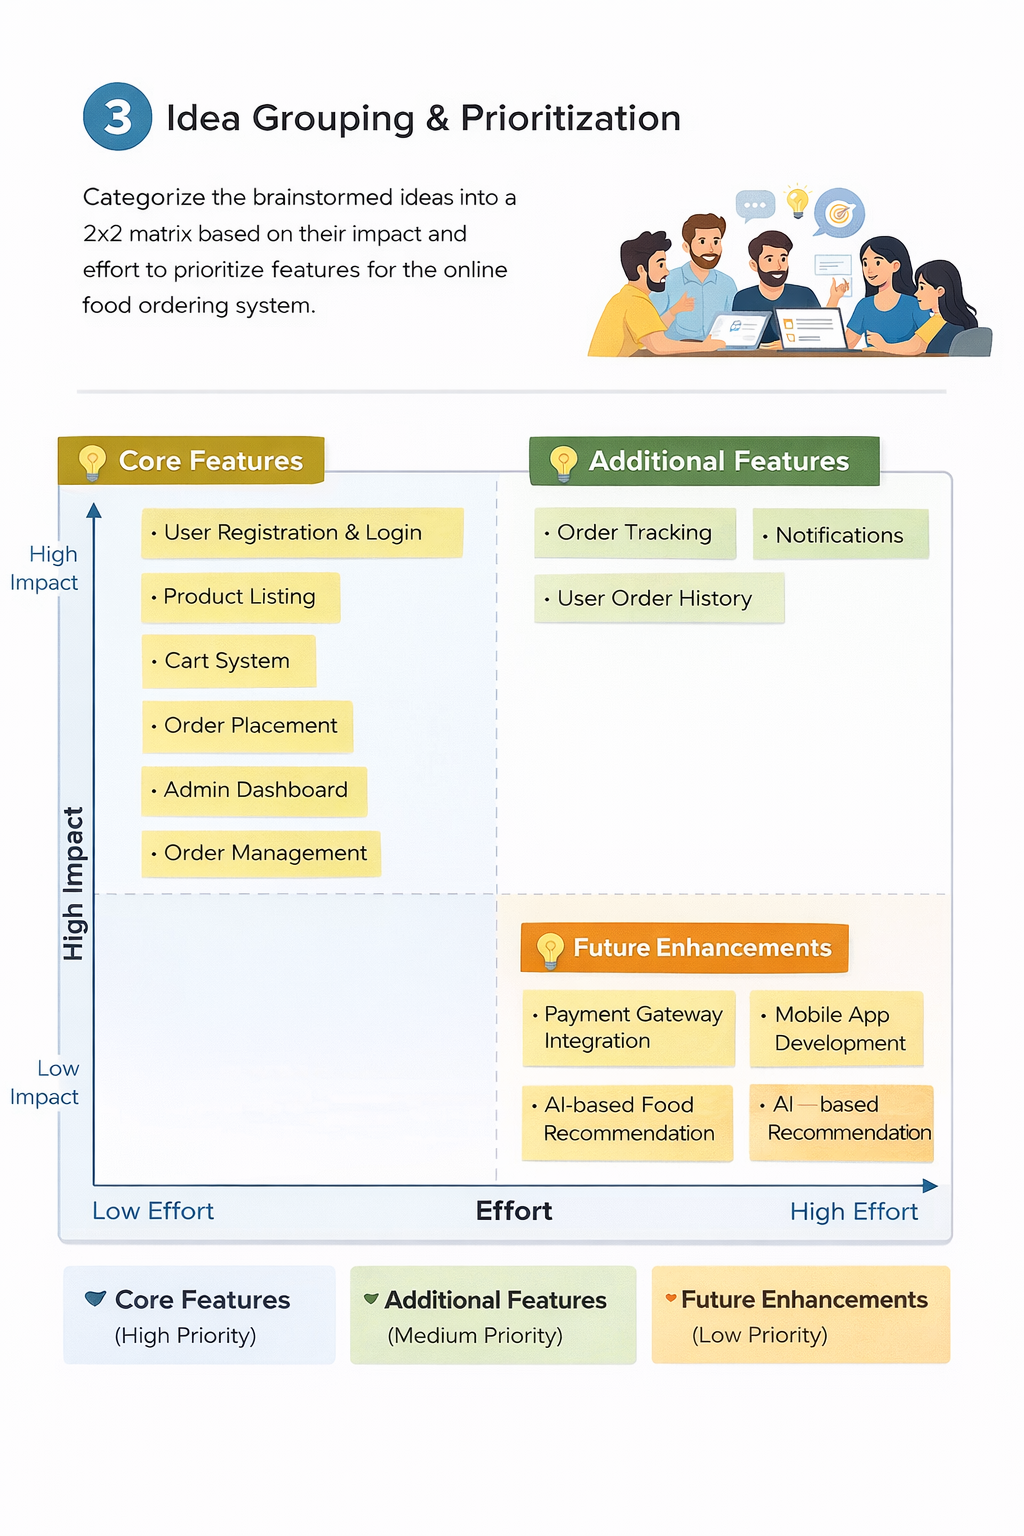 3 Idea Grouping & Prioritization
Categorize the brainstormed ideas into a
2x2 matrix based on their impact and
effort to prioritize features for the online
food ordering system.
Core Features
• User Registration & Login
• Product Listing
• Cart System
• Order Placement
• Admin Dashboard
• Order Management
Additional Features
• Order Tracking
• Notifications
• User Order History
High
Impact
High Impact
Low
Impact
Future Enhancements
• Payment Gateway
Integration
• Mobile App
Development
• AI-based Food
Recommendation
• AI — based
Recommendation
Low Effort
Effort
High Effort
Core Features
(High Priority)
Additional Features
(Medium Priority)
Future Enhancements
(Low Priority)